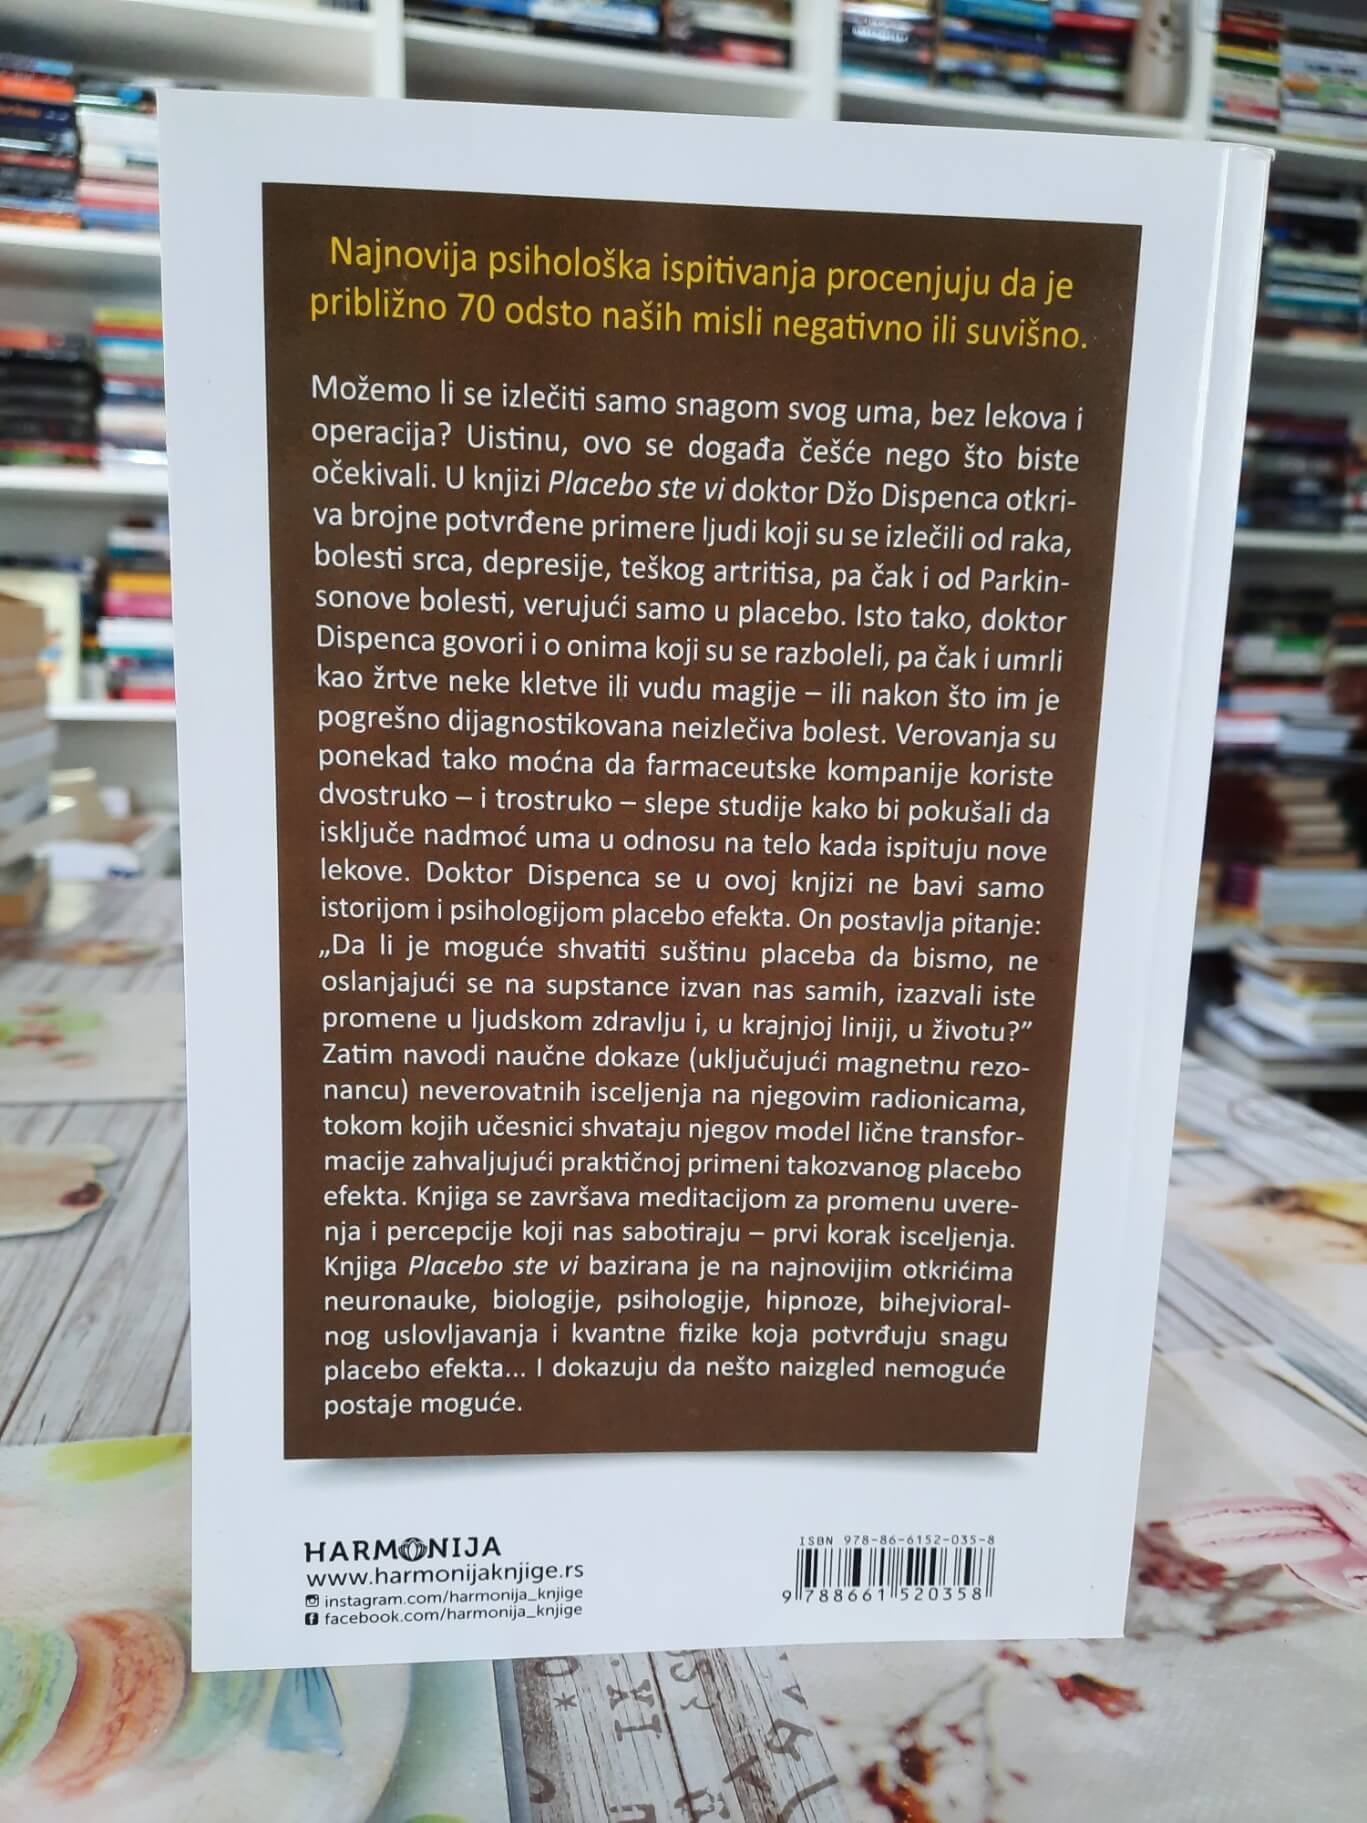 Najnovija psihološka ispitivanja procenjuju da je
približno 70 odsto naših misli negativno ili suvišno.
Možemo li se izlečiti samo snagom svog uma, bez lekova i
operacija? Uistinu, ovo se događa češće nego što biste
očekivali. U knjizi Placebo ste vi doktor Džo Dispenca otkri-
va brojne potvrđene primere ljudi koji su se izlečili od raka,
bolesti srca, depresije, teškog artritisa, pa čak i od Parkin-
sonove bolesti, verujući samo u placebo. Isto tako, doktor
Dispenca govori i o onima koji su se razboleli, pa čak i umrli
kao žrtve neke kletve ili vudu magije – ili nakon što im je
pogrešno dijagnostikovana neizlečiva bolest. Verovanja su
ponekad tako moćna da farmaceutske kompanije koriste
dvostruko – i trostruko – slepe studije kako bi pokušali da
isključe nadmoć uma u odnosu na telo kada ispituju nove
lekove. Doktor Dispenca se u ovoj knjizi ne bavi samo
istorijom i psihologijom placebo efekta. On postavlja pitanje:
„Da li je moguće shvatiti suštinu placeba da bismo, ne
oslanjajući se na supstance izvan nas samih, izazvali iste
promene u ljudskom zdravlju i, u krajnjoj liniji, u životu?”
Zatim navodi naučne dokaze (uključujući magnetnu rezo-
nancu) neverovatnih isceljenja na njegovim radionicama,
tokom kojih učesnici shvataju njegov model lične transfor-
macije zahvaljujući praktičnoj primeni takozvanog placebo
efekta. Knjiga se završava meditacijom za promenu uvere-
nja i percepcije koji nas sabotiraju – prvi korak isceljenja.
Knjiga Placebo ste vi bazirana je na najnovijim otkrićima
neuronauke, biologije, psihologije, hipnoze, bihejvioral-
nog uslovljavanja i kvantne fizike koja potvrđuju snagu
placebo efekta... I dokazuju da nešto naizgled nemoguće
postaje moguće.
HARMONIJA
www.harmonijaknjige.rs
instagram.com/harmonija_knjige
facebook.com/harmonija_knjige
ISBN 978-86-6152-035-8
9 788661 520358